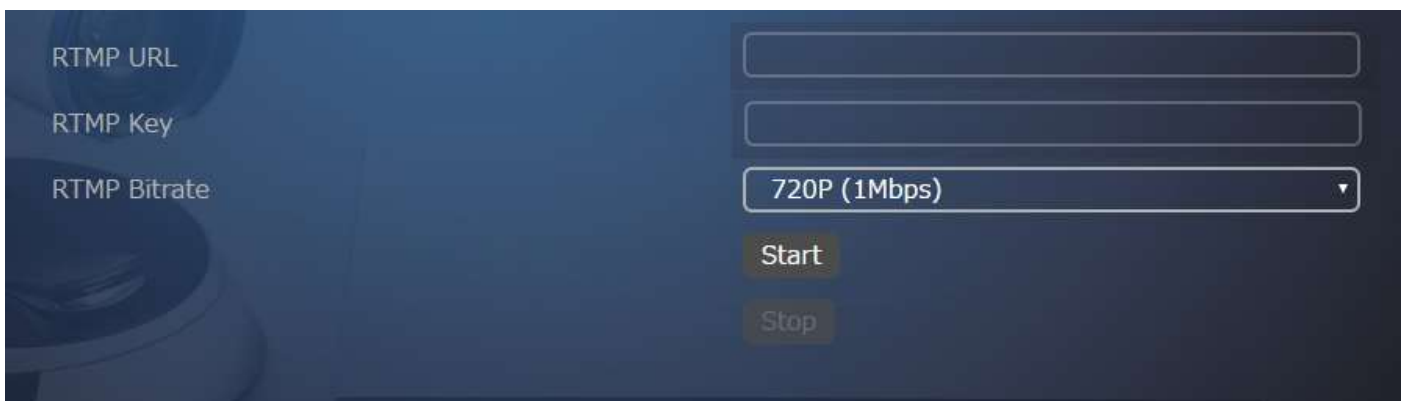 RTMP URL
RTMP Key
RTMP Bitrate 720P (1Mbps)
Start
Stop